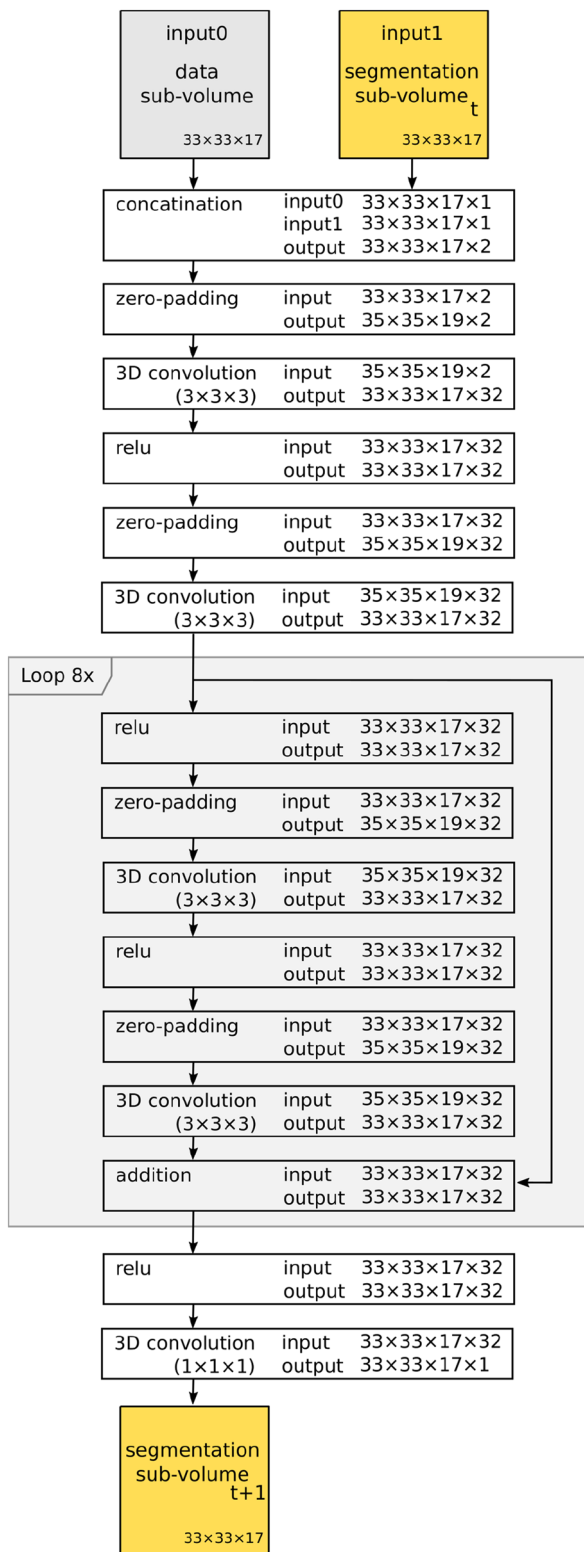 input0
data
sub-volume
33×33×17
input1
segmentation
sub-volume t
33×33×17
concatination input0 33×33×17×1
input1 33×33×17×1
output 33×33×17×2
zero-padding input 33×33×17×2
output 35×35×19×2
3D convolution input 35×35×19×2
(3×3×3) output 33×33×17×32
relu input 33×33×17×32
output 33×33×17×32
zero-padding input 33×33×17×32
output 35×35×19×32
3D convolution input 35×35×19×32
(3×3×3) output 33×33×17×32
Loop 8x
relu input 33×33×17×32
output 33×33×17×32
zero-padding input 33×33×17×32
output 35×35×19×32
3D convolution input 35×35×19×32
(3×3×3) output 33×33×17×32
relu input 33×33×17×32
output 33×33×17×32
zero-padding input 33×33×17×32
output 35×35×19×32
3D convolution input 35×35×19×32
(3×3×3) output 33×33×17×32
addition input 33×33×17×32
output 33×33×17×32
relu input 33×33×17×32
output 33×33×17×32
3D convolution input 33×33×17×32
(1×1×1) output 33×33×17×1
segmentation
sub-volume
t+1
33×33×17